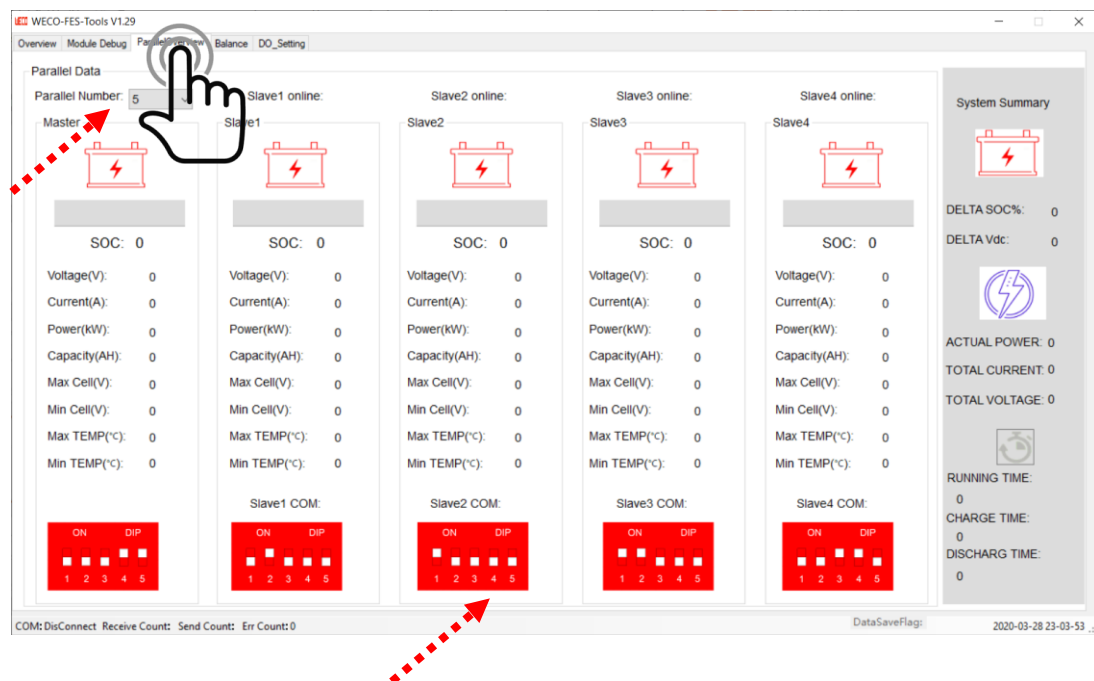 WECO-FES-Tools V1.29
Overview Module Debug ParallelOverview Balance DO_Setting
Parallel Data
Parallel Number: 5 Slave1 online: Slave2 online: Slave3 online: Slave4 online:
System Summary
Master Slave1 Slave2 Slave3 Slave4
DELTA SOC%: 0
SOC: 0 SOC: 0 SOC: 0 SOC: 0 SOC: 0
DELTA Vdc: 0
Voltage(V): 0 Voltage(V): 0 Voltage(V): 0 Voltage(V): 0 Voltage(V): 0
Current(A): 0 Current(A): 0 Current(A): 0 Current(A): 0 Current(A): 0
Power(kW): 0 Power(kW): 0 Power(kW): 0 Power(kW): 0 Power(kW): 0
ACTUAL POWER: 0
Capacity(AH): 0 Capacity(AH): 0 Capacity(AH): 0 Capacity(AH): 0 Capacity(AH): 0
TOTAL CURRENT: 0
Max Cell(V): 0 Max Cell(V): 0 Max Cell(V): 0 Max Cell(V): 0 Max Cell(V): 0
TOTAL VOLTAGE: 0
Min Cell(V): 0 Min Cell(V): 0 Min Cell(V): 0 Min Cell(V): 0 Min Cell(V): 0
Max TEMP(℃): 0 Max TEMP(℃): 0 Max TEMP(℃): 0 Max TEMP(℃): 0 Max TEMP(℃): 0
Min TEMP(℃): 0 Min TEMP(℃): 0 Min TEMP(℃): 0 Min TEMP(℃): 0 Min TEMP(℃): 0
RUNNING TIME:
0
Slave1 COM: Slave2 COM: Slave3 COM: Slave4 COM:
CHARGE TIME:
0
ON DIP ON DIP ON DIP ON DIP ON DIP
DISCHARG TIME:
0
1 2 3 4 5 1 2 3 4 5 1 2 3 4 5 1 2 3 4 5 1 2 3 4 5
COM: DisConnect Receive Count: Send Count: Err Count: 0 DataSaveFlag: 2020-03-28 23-03-53